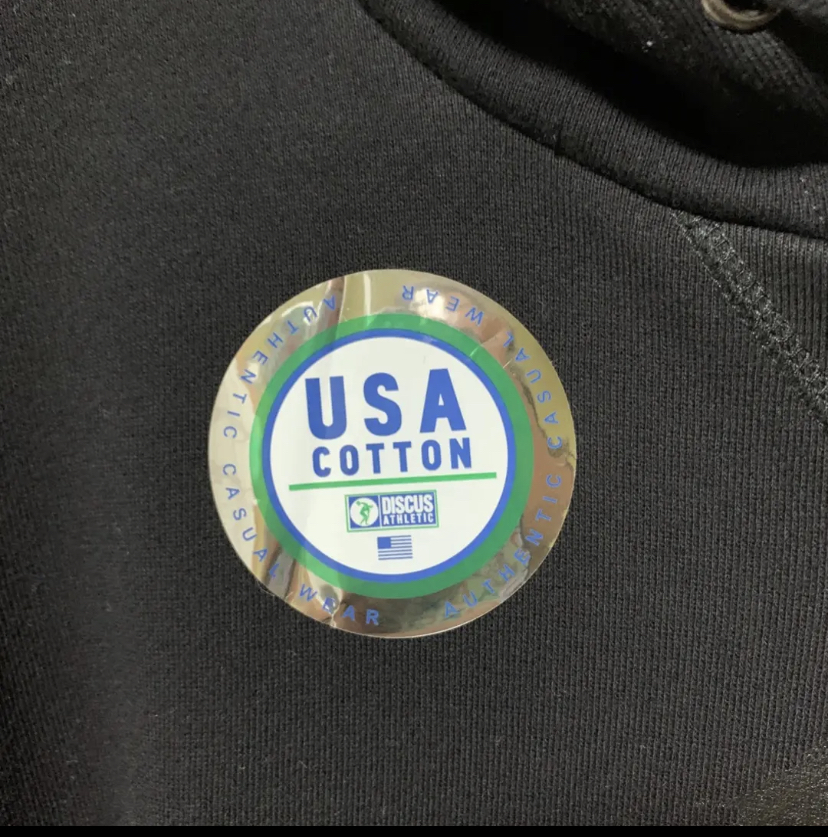 USA
COTTON
DISCUS
ATHLETIC
AUTHENTIC CASUAL WEAR
AUTHENTIC CASUAL WEAR